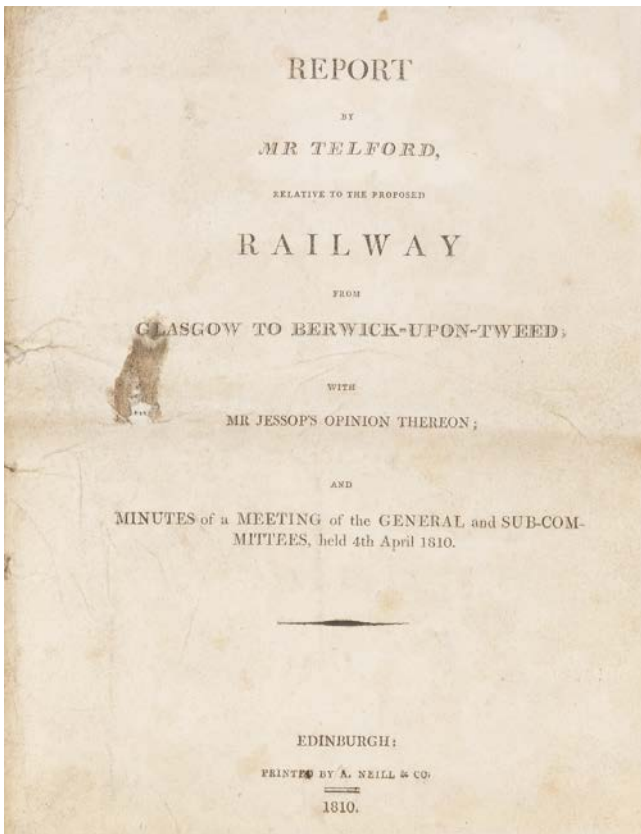 REPORT
BY
MR TELFORD,
RELATIVE TO THE PROPOSED
RAILWAY
FROM
GLASGOW TO BERWICK-UPON-TWEED;
WITH
MR JESSOP'S OPINION THEREON;
AND
MINUTES of a MEETING of the GENERAL and SUB-COM-
MITTEES, held 4th April 1810.
EDINBURGH:
PRINTED BY A. NEILL & CO.
1810.